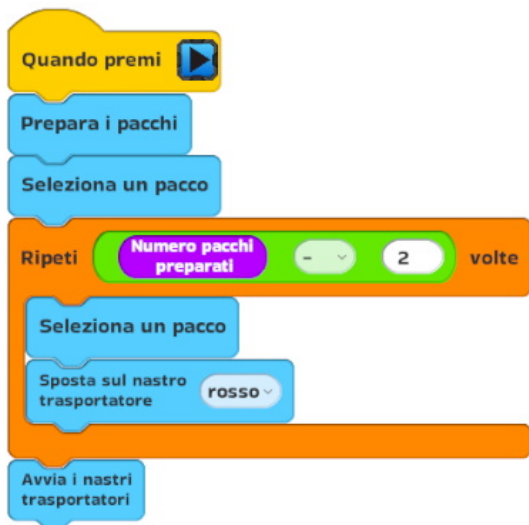 Quando premi
Prepara i pacchi
Seleziona un pacco
Ripeti Numero pacchi preparati - 2 volte
Seleziona un pacco
Sposta sul nastro
trasportatore rosso
Avvia i nastri
trasportatori